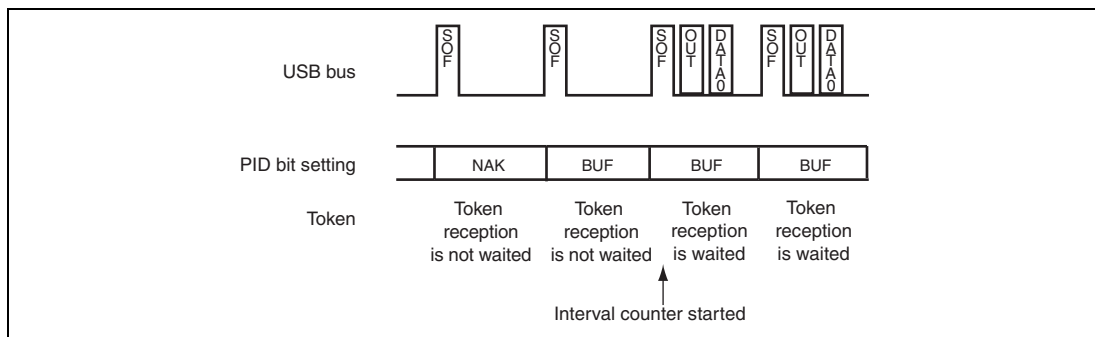 USB bus
SOF
SOF
SOF
OUT
DATA0
SOF
OUT
DATA0
PID bit setting
NAK
BUF
BUF
BUF
Token
Token
reception
is not waited
Token
reception
is not waited
Token
reception
is waited
Token
reception
is waited
Interval counter started